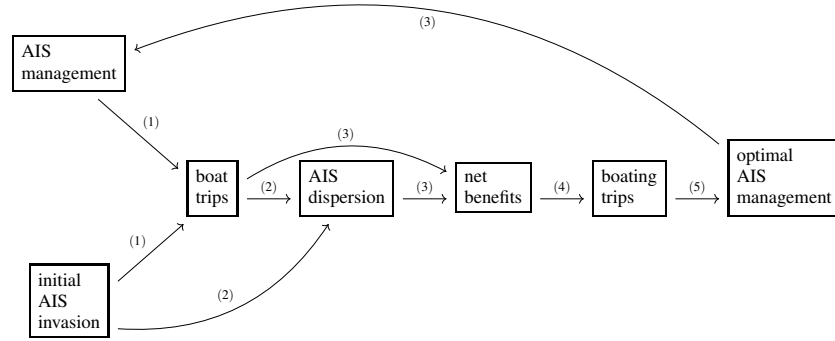 (3)
AIS
management
(1)
(3)
boat
trips
(2)
AIS
dispersion
(3)
net
benefits
(4)
boating
trips
(5)
optimal
AIS
management
(1)
initial
AIS
invasion
(2)